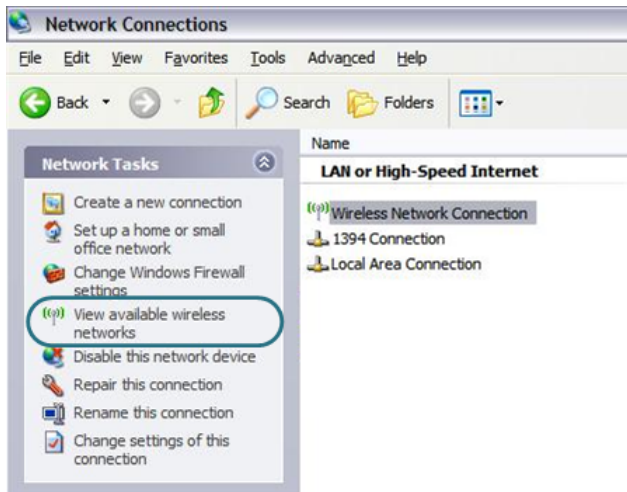 Network Connections
File Edit View Favorites Tools Advanced Help
Back Search Folders
Network Tasks
Create a new connection
Set up a home or small
office network
Change Windows Firewall
settings
View available wireless
networks
Disable this network device
Repair this connection
Rename this connection
Change settings of this
connection
Name
LAN or High-Speed Internet
Wireless Network Connection
1394 Connection
Local Area Connection